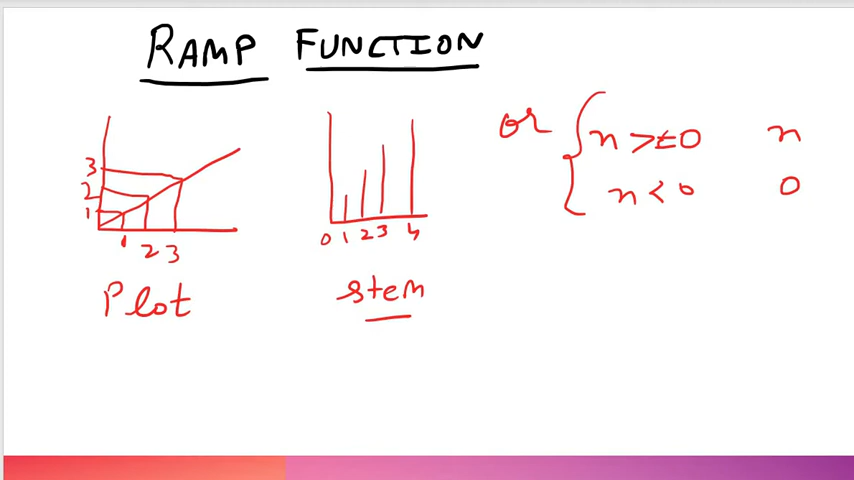 RAMP FUNCTION
or { n >= 0 n
n < 0 0
3
2
1
1 2 3
0 1 2 3 4
Plot
stem